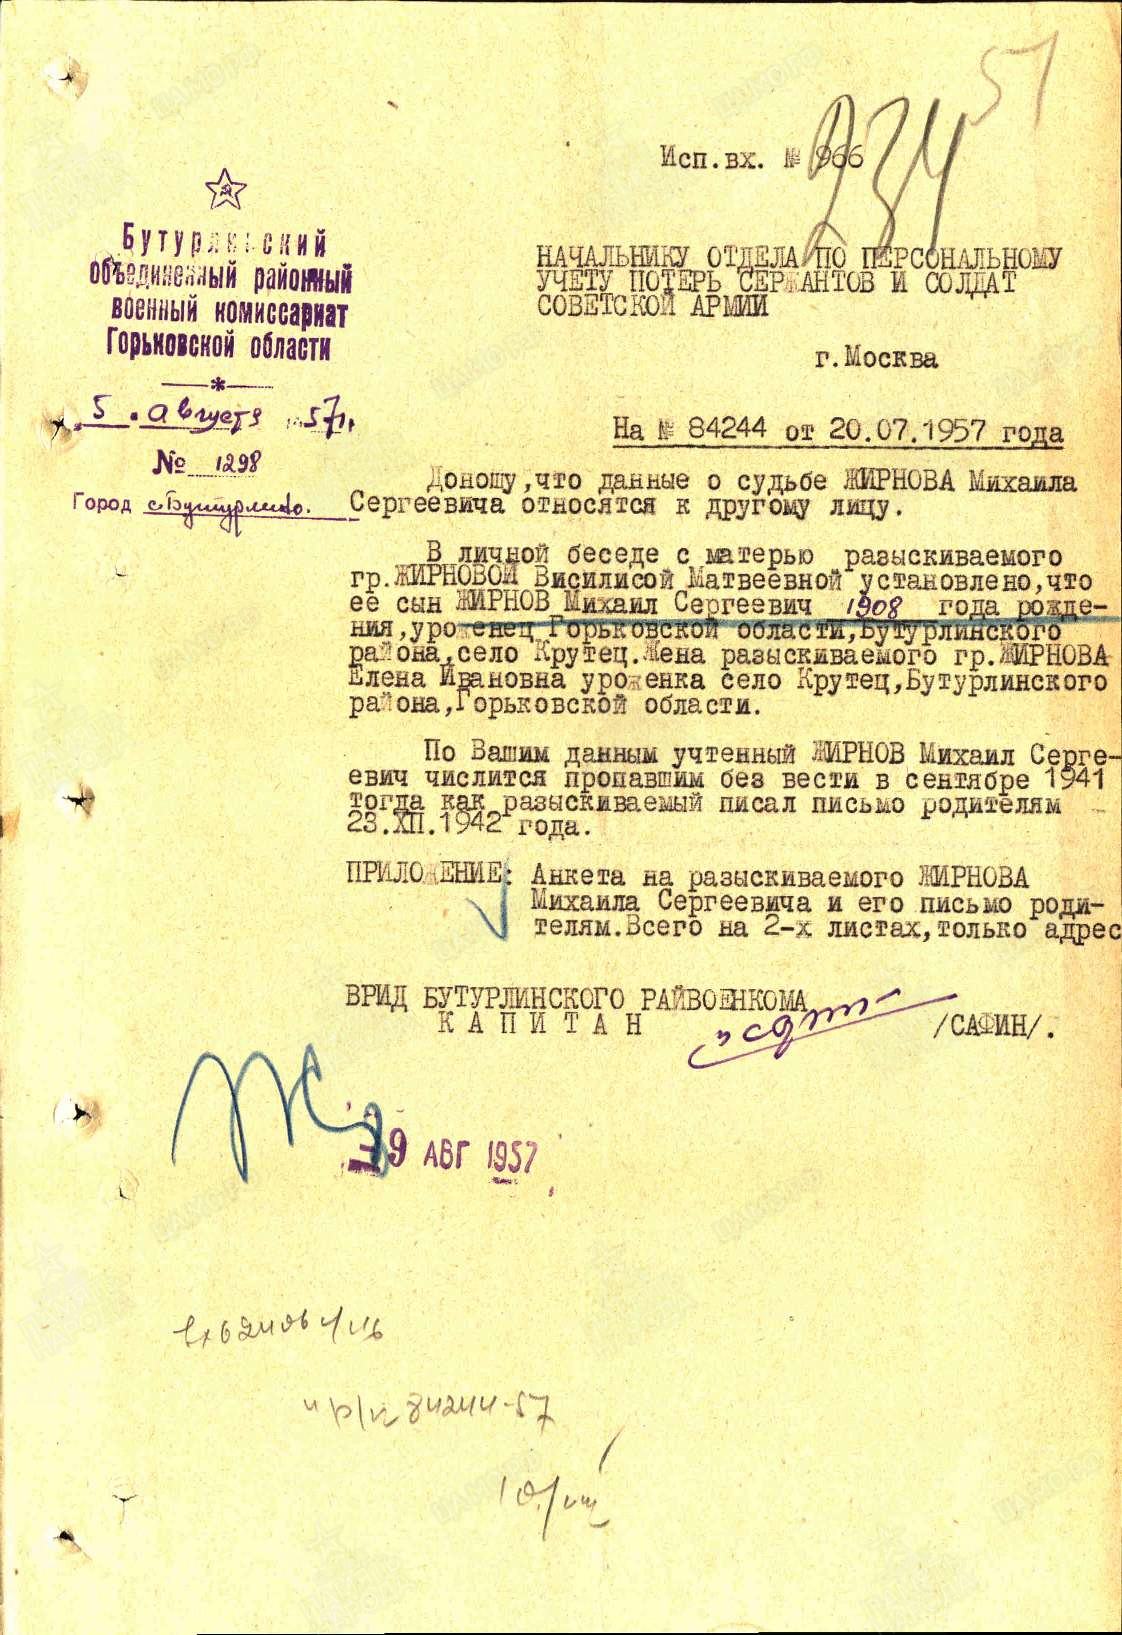 51
234
Исп.вх. № 966
Бутурлинский
объединенный районный
военный комиссариат
Горьковской области
5 . августа 1957 г.
№ 1298
Город с. Бутурлино.
НАЧАЛЬНИКУ ОТДЕЛА ПО ПЕРСОНАЛЬНОМУ
УЧЕТУ ПОТЕРЬ СЕРЖАНТОВ И СОЛДАТ
СОВЕТСКОЙ АРМИИ
г.Москва
На № 84244 от 20.07.1957 года
Доношу,что данные о судьбе ЖИРНОВА Михаила
Сергеевича относятся к другому лицу.
В личной беседе с матерью разыскиваемого
гр.ЖИРНОВОЙ Висилисой Матвеевной установлено,что
ее сын ЖИРНОВ Михаил Сергеевич 1908 года рожде-
ния,уроженец Горьковской области,Бутурлинского
района,село Крутец.Жена разыскиваемого гр.ЖИРНОВА
Елена Ивановна уроженка село Крутец,Бутурлинского
района,Горьковской области.
По Вашим данным учтенный ЖИРНОВ Михаил Серге-
евич числится пропавшим без вести в сентябре 1941
тогда как разыскиваемый писал письмо родителям
23.XII.1942 года.
ПРИЛОЖЕНИЕ: Анкета на разыскиваемого ЖИРНОВА
Михаила Сергеевича и его письмо роди-
телям.Всего на 2-х листах,только адрес
ВРИД БУТУРЛИНСКОГО РАЙВОЕНКОМА
КАПИТАН /САФИН/.
9 АВГ 1957
84244-57